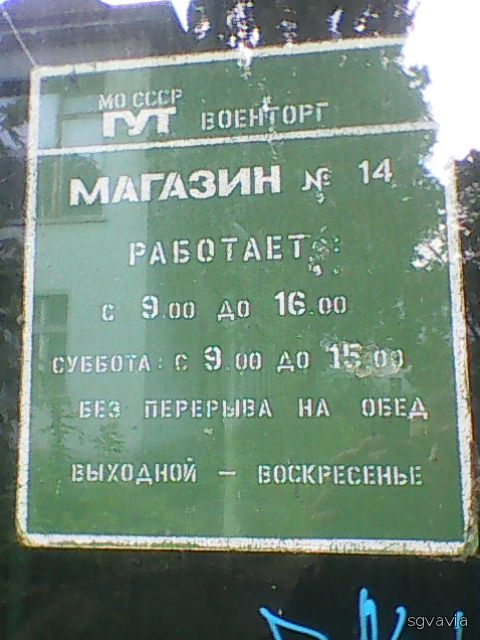 МО СССР
ГУТ ВОЕНТОРГ
МАГАЗИН № 14
РАБОТАЕТ:
С 9.00 ДО 16.00
СУББОТА: С 9.00 ДО 15.00
БЕЗ ПЕРЕРЫВА НА ОБЕД
ВЫХОДНОЙ — ВОСКРЕСЕНЬЕ
sgvavia